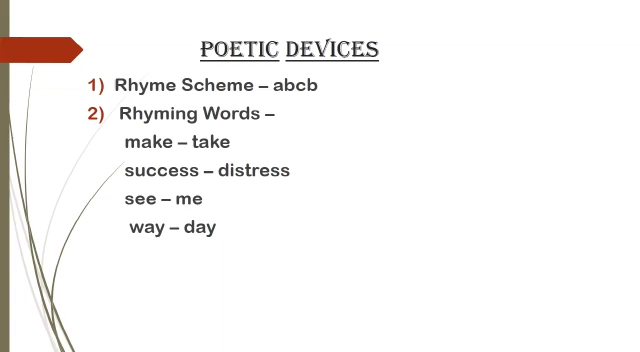 POETIC DEVICES
1) Rhyme Scheme – abcb
2) Rhyming Words –
make – take
success – distress
see – me
way – day